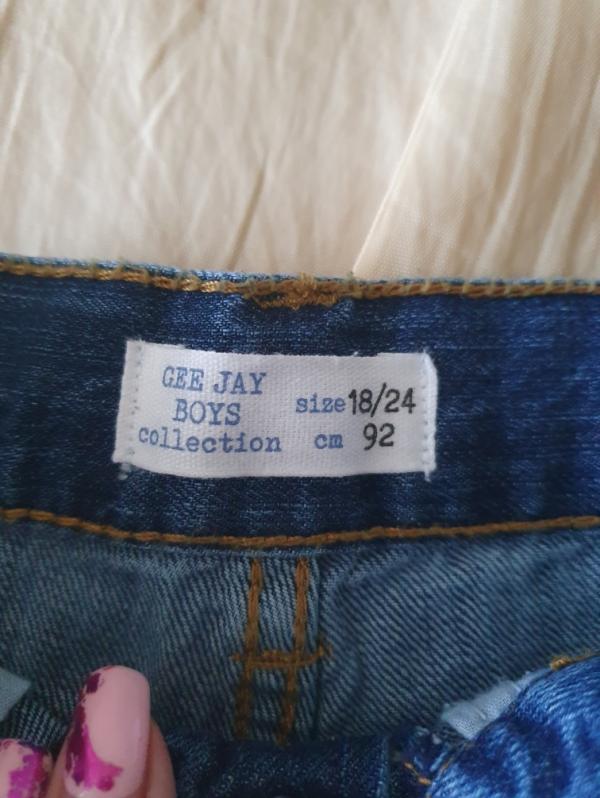 GEE JAY
BOYS
collection
size 18/24
cm 92